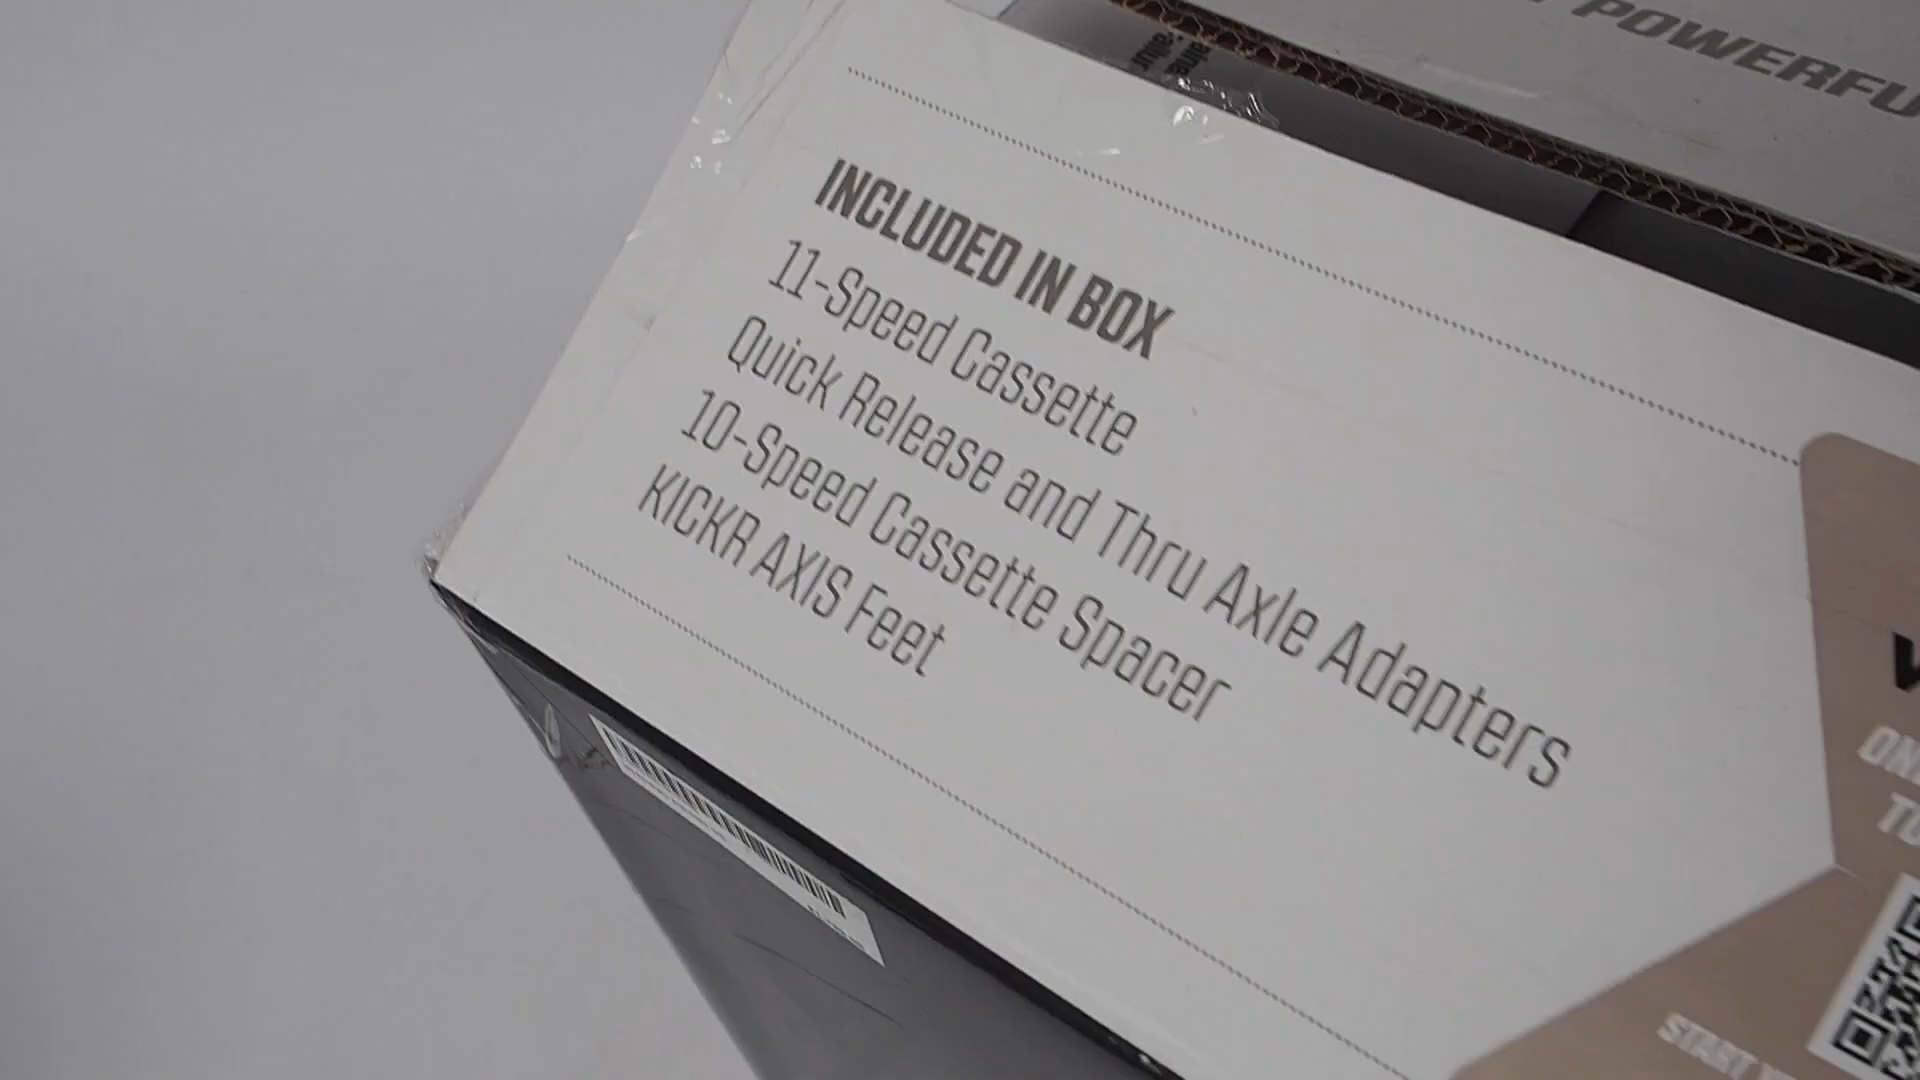 POWERFU
INCLUDED IN BOX
11-Speed Cassette
Quick Release and Thru Axle Adapters
10-Speed Cassette Spacer
KICKR AXIS Feet
START